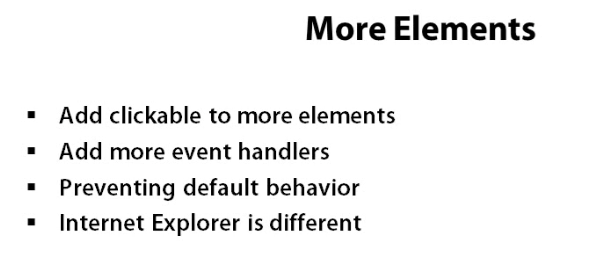 More Elements
▪ Add clickable to more elements
▪ Add more event handlers
▪ Preventing default behavior
▪ Internet Explorer is different